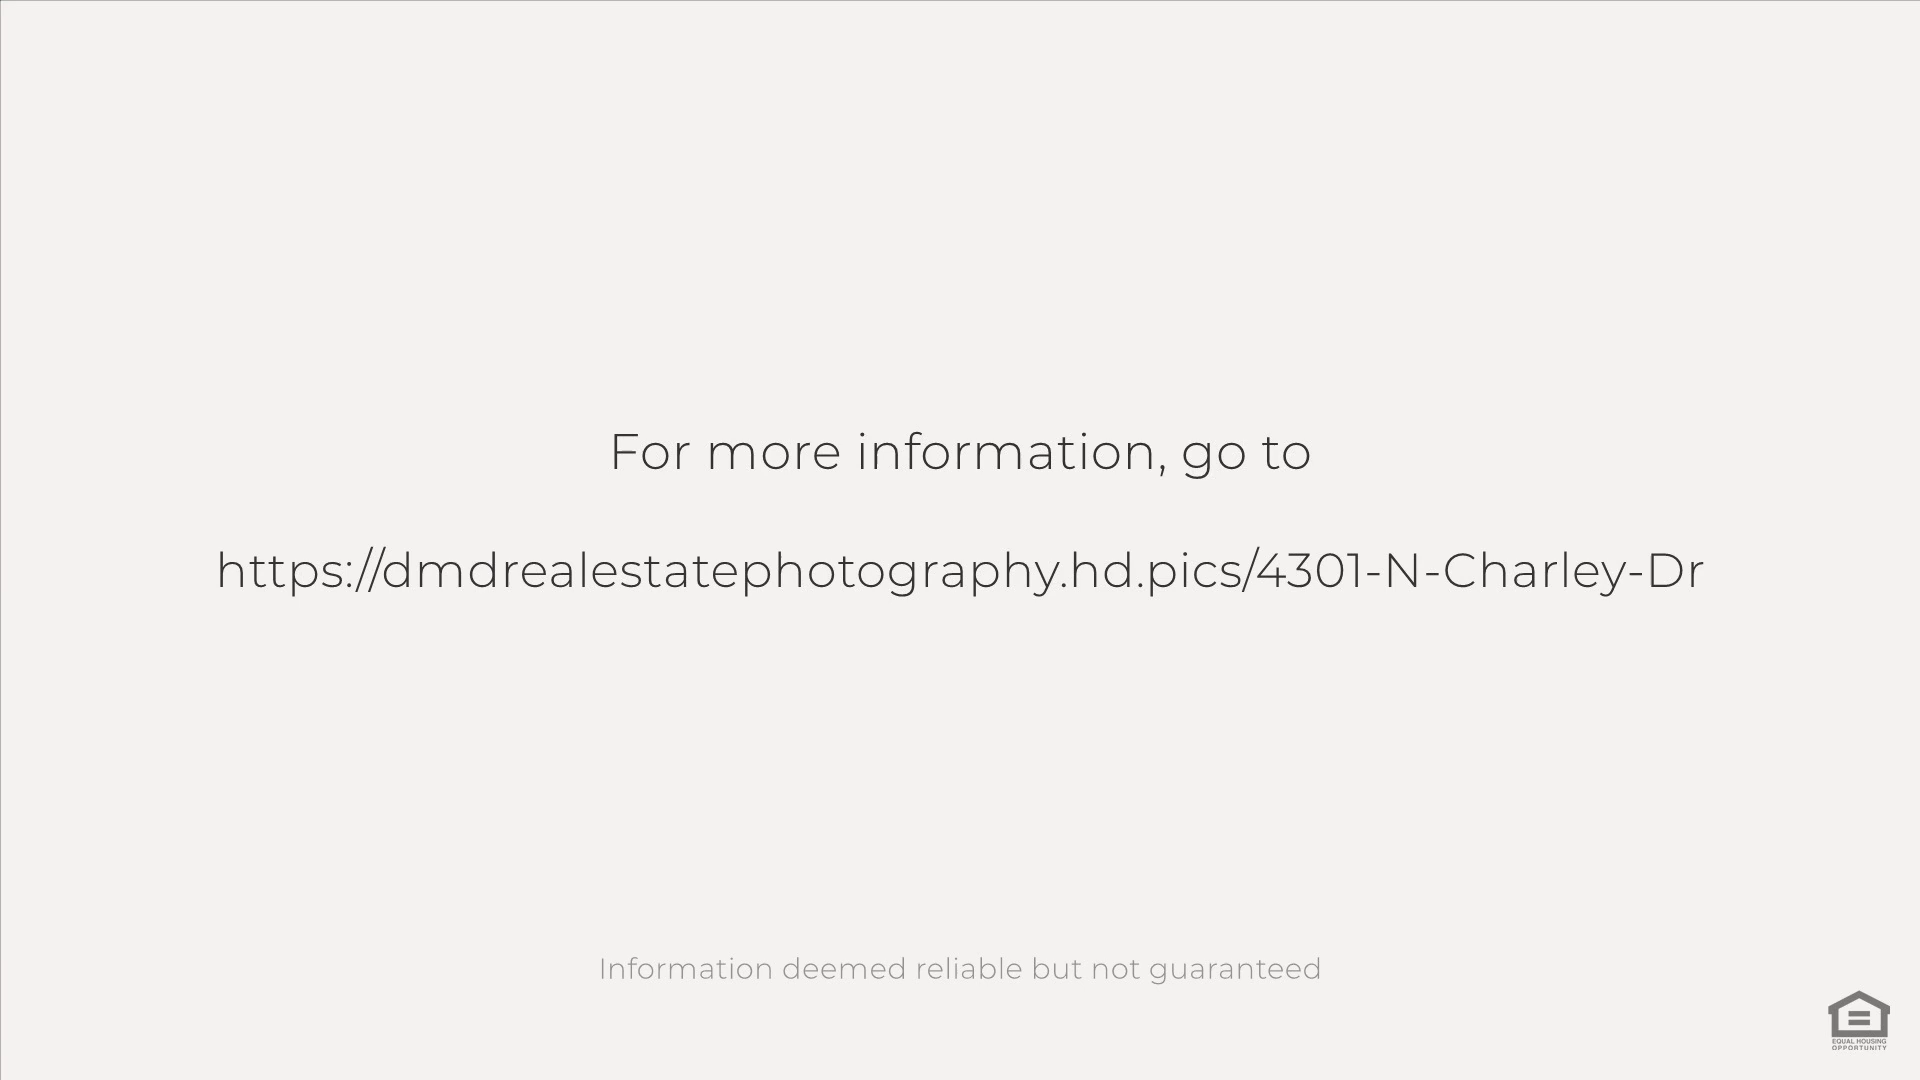 For more information, go to
https://dmdrealestatephotography.hd.pics/4301-N-Charley-Dr
Information deemed reliable but not guaranteed
EQUAL HOUSING
OPPORTUNITY